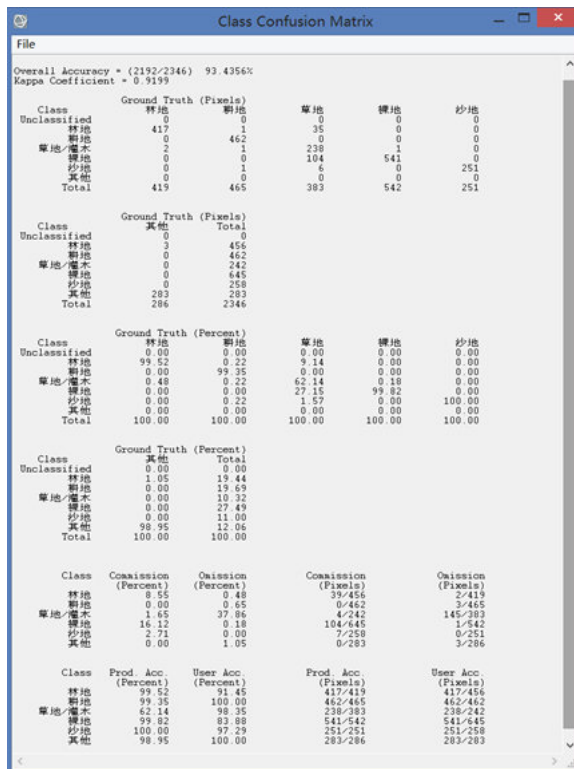 Class Confusion Matrix
File
Overall Accuracy = (2192/2346) 93.4356%
Kappa Coefficient = 0.9199
Ground Truth (Pixels)
Class 林地 耕地 草地 裸地 沙地
Unclassified 0 0 0 0 0
林地 417 1 35 0 0
耕地 0 462 0 0 0
草地/灌木 2 1 238 1 0
裸地 0 0 104 541 0
沙地 0 1 6 0 251
其他 0 0 0 0 0
Total 419 465 383 542 251
Ground Truth (Pixels)
Class 其他 Total
Unclassified 0 0
林地 3 456
耕地 0 462
草地/灌木 0 242
裸地 0 645
沙地 0 258
其他 283 283
Total 286 2346
Ground Truth (Percent)
Class 林地 耕地 草地 裸地 沙地
Unclassified 0.00 0.00 0.00 0.00 0.00
林地 99.52 0.22 9.14 0.00 0.00
耕地 0.00 99.35 0.00 0.00 0.00
草地/灌木 0.48 0.22 62.14 0.18 0.00
裸地 0.00 0.00 27.15 99.82 0.00
沙地 0.00 0.22 1.57 0.00 100.00
其他 0.00 0.00 0.00 0.00 0.00
Total 100.00 100.00 100.00 100.00 100.00
Ground Truth (Percent)
Class 其他 Total
Unclassified 0.00 0.00
林地 1.05 19.44
耕地 0.00 19.69
草地/灌木 0.00 10.32
裸地 0.00 27.49
沙地 0.00 11.00
其他 98.95 12.06
Total 100.00 100.00
Class Commission Omission Commission Omission
(Percent) (Percent) (Pixels) (Pixels)
林地 8.55 0.48 39/456 2/419
耕地 0.00 0.65 0/462 3/465
草地/灌木 1.65 37.86 4/242 145/383
裸地 16.12 0.18 104/645 1/542
沙地 2.71 0.00 7/258 0/251
其他 0.00 1.05 0/283 3/286
Class Prod. Acc. User Acc. Prod. Acc. User Acc.
(Percent) (Percent) (Pixels) (Pixels)
林地 99.52 91.45 417/419 417/456
耕地 99.35 100.00 462/465 462/462
草地/灌木 62.14 98.35 238/383 238/242
裸地 99.82 83.88 541/542 541/645
沙地 100.00 97.29 251/251 251/258
其他 98.95 100.00 283/286 283/283